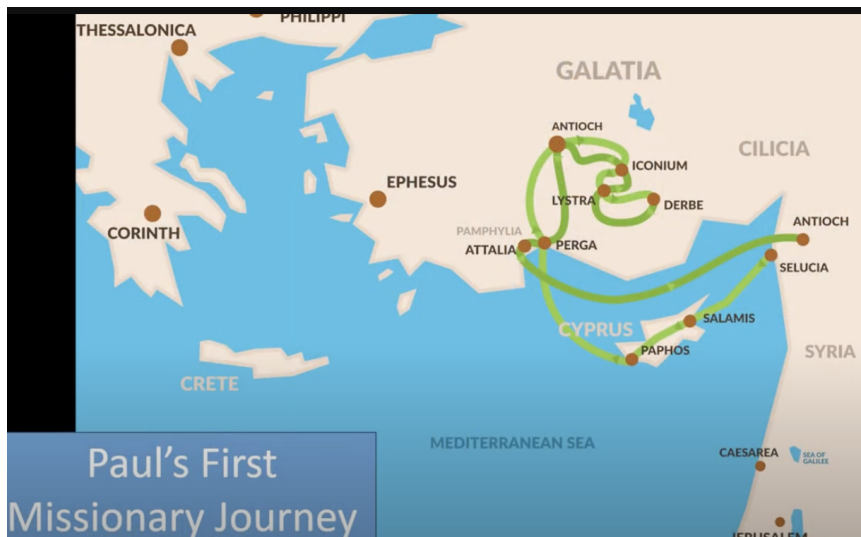 PHILIPPI
THESSALONICA
GALATIA
ANTIOCH
CILICIA
ICONIUM
EPHESUS
LYSTRA
DERBE
ANTIOCH
PAMPHYLIA
CORINTH
ATTALIA
PERGA
SELUCIA
SALAMIS
CYPRUS
PAPHOS
SYRIA
CRETE
MEDITERRANEAN SEA
CAESAREA
SEA OF
GALILEE
Paul's First
Missionary Journey
JERUSALEM